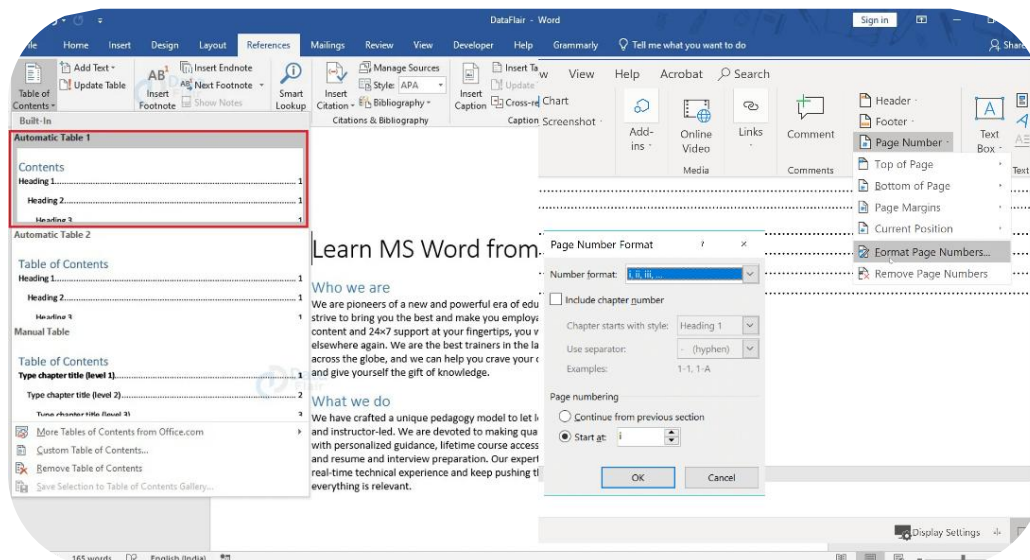 DataFlair - Word
Sign in
File Home Insert Design Layout References Mailings Review View Developer Help Grammarly Tell me what you want to do Share
Table of Contents
Add Text
Update Table
AB¹
Insert Footnote
Insert Endnote
Next Footnote
Show Notes
Smart Lookup
Insert Citation
Manage Sources
Style: APA
Bibliography
Citations & Bibliography
Insert Caption
Insert Ta
Update
Cross-re
Caption
Built-In
Automatic Table 1
Contents
Heading 1 1
Heading 2 1
Heading 3 1
Automatic Table 2
Table of Contents
Heading 1 1
Heading 2 1
Heading 3 1
Manual Table
Table of Contents
Type chapter title (level 1) 1
Type chapter title (level 2) 2
Type chapter title (level 3) 3
More Tables of Contents from Office.com
Custom Table of Contents...
Remove Table of Contents
Save Selection to Table of Contents Gallery...
Learn MS Word from
Who we are
We are pioneers of a new and powerful era of edu
strive to bring you the best and make you employa
content and 24×7 support at your fingertips, you w
elsewhere again. We are the best trainers in the la
across the globe, and we can help you crave your
and give yourself the gift of knowledge.
What we do
We have crafted a unique pedagogy model to let l
and instructor-led. We are devoted to making qua
with personalized guidance, lifetime course access
and resume and interview preparation. Our expert
real-time technical experience and keep pushing t
everything is relevant.
w View Help Acrobat Search
Chart
Screenshot
Add-ins
Online Video
Media
Links
Comment
Comments
Header
Footer
Page Number
Text Box
Text
Top of Page
Bottom of Page
Page Margins
Current Position
Format Page Numbers...
Remove Page Numbers
Page Number Format ? ×
Number format: i, ii, iii, ...
Include chapter number
Chapter starts with style: Heading 1
Use separator: - (hyphen)
Examples: 1-1, 1-A
Page numbering
Continue from previous section
Start at: i
OK Cancel
Display Settings
165 words English (India)